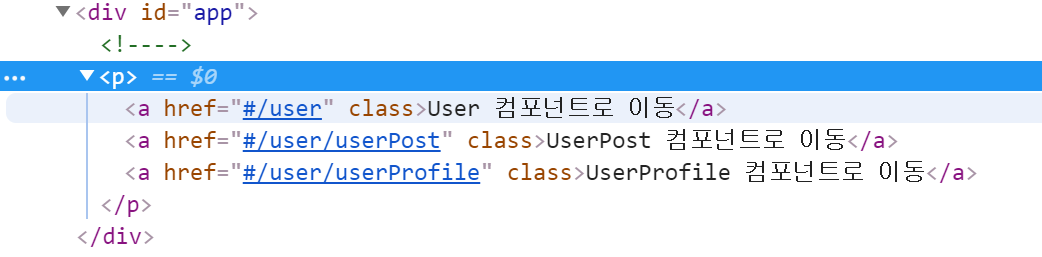 ▼<div id="app">
<!---->
••• ▼<p> == $0
<a href="#/user" class>User 컴포넌트로 이동</a>
<a href="#/user/userPost" class>UserPost 컴포넌트로 이동</a>
<a href="#/user/userProfile" class>UserProfile 컴포넌트로 이동</a>
</p>
</div>